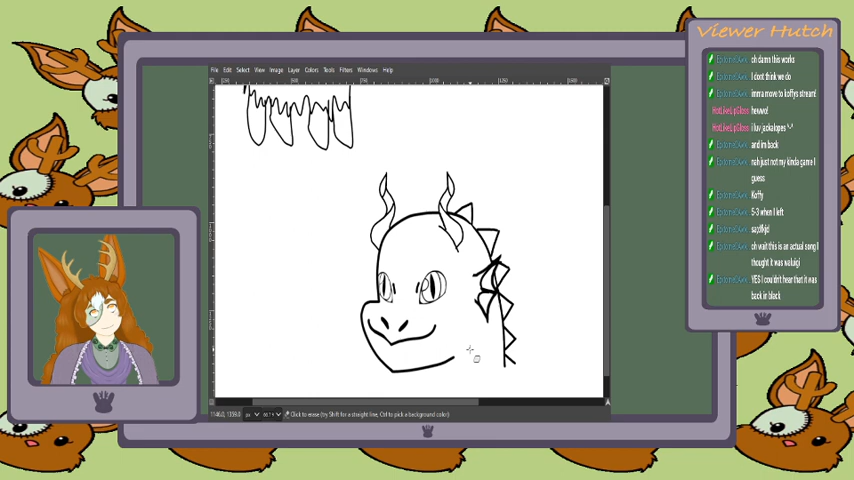 Viewer Hutch
oh damn this works
I dont think we do
imma move to koffys stream!
HotLikeLipGloss hewwo!
HotLikeLipGloss i luv jackalopes ^-^
and im back
nah just not my kinda game I
guess
Koffy
5-3 when I left
oh wait this is an actual song I
thought it was waluigi
YES I couldn't hear that it was
back in black
File Edit Select View Image Layer Colors Tools Filters Windows Help
px
Click to erase (try Shift for a straight line, Ctrl to pick a background color)